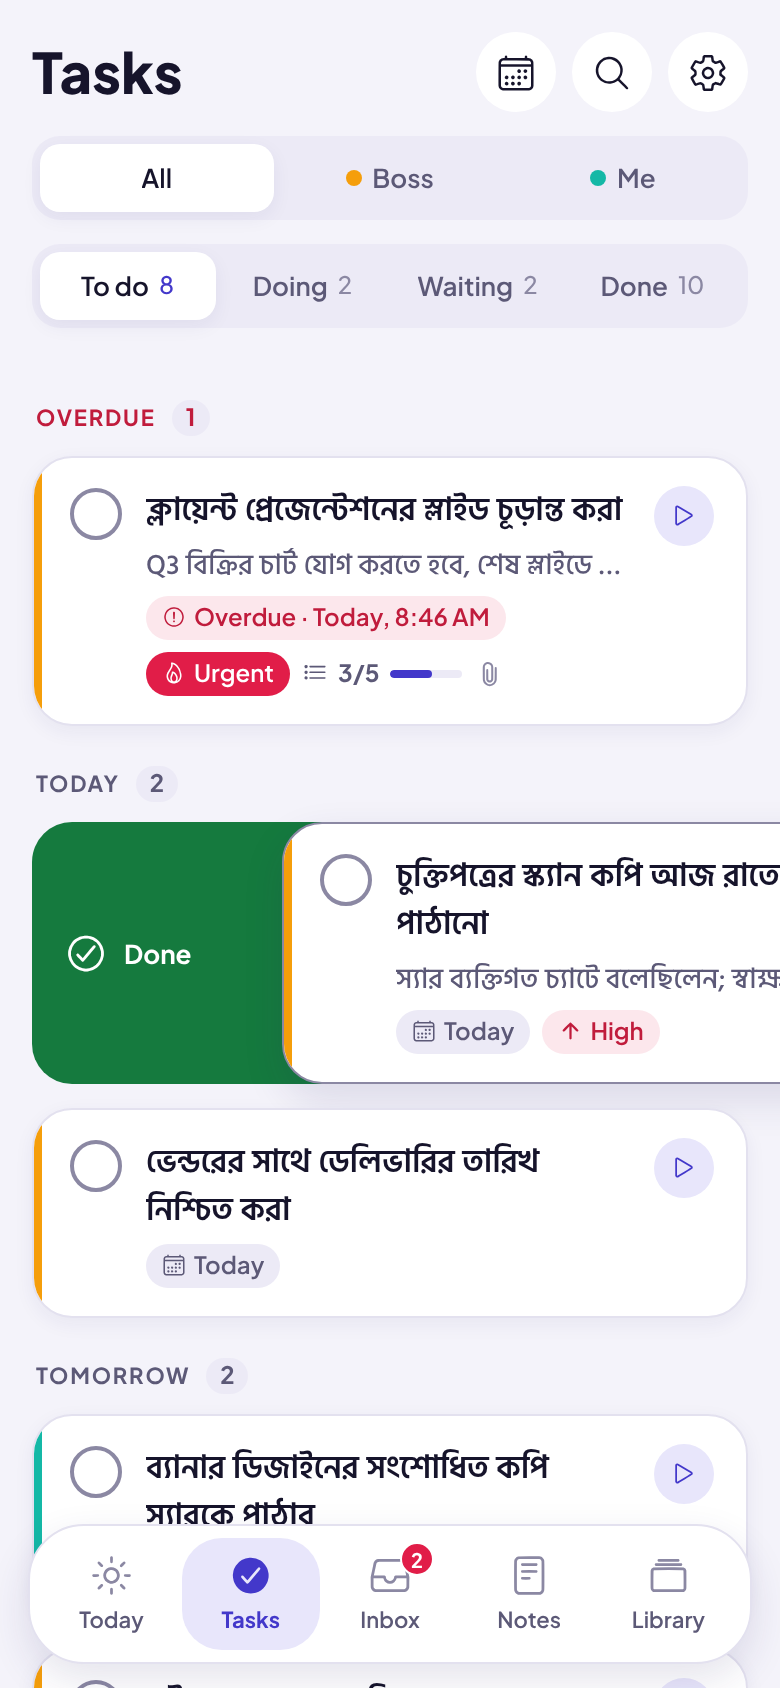 Tasks
All
Boss
Me
To do 8
Doing 2
Waiting 2
Done 10
OVERDUE 1
ক্লায়েন্ট প্রেজেন্টেশনের স্লাইড চূড়ান্ত করা
Q3 বিক্রির চার্ট যোগ করতে হবে, শেষ স্লাইডে ...
Overdue · Today, 8:46 AM
Urgent
3/5
TODAY 2
Done
চুক্তিপত্রের স্ক্যান কপি আজ রাতে
পাঠানো
স্যার ব্যক্তিগত চ্যাটে বলেছিলেন;
Today
High
ভেন্ডরের সাথে ডেলিভারির তারিখ
নিশ্চিত করা
Today
TOMORROW 2
ব্যানার ডিজাইনের সংশোধিত কপি
স্যারকে পাঠাব
2
Today
Tasks
Inbox
Notes
Library